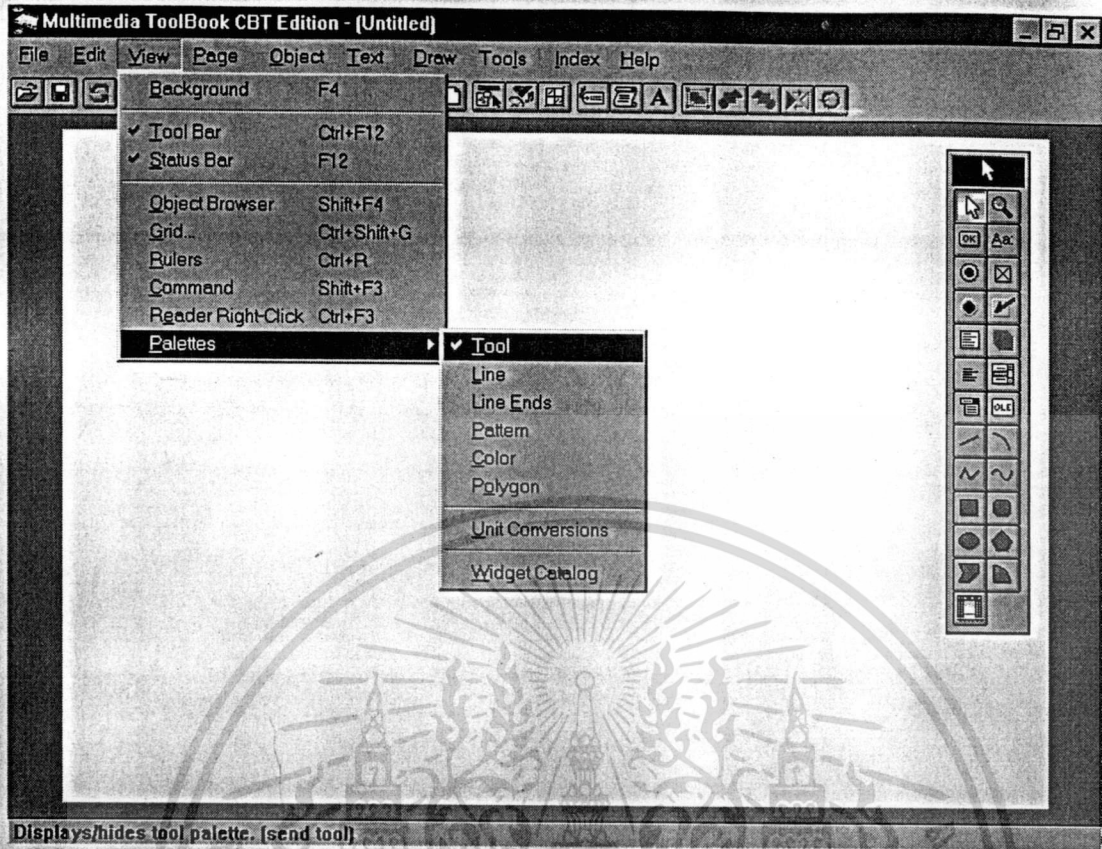 Multimedia ToolBook CBT Edition - (Untitled)
File Edit View Page Object Text Draw Tools Index Help
Background F4
Tool Bar Ctrl+F12
Status Bar F12
Object Browser Shift+F4
Grid... Ctrl+Shift+G
Rulers Ctrl+R
Command Shift+F3
Reader Right-Click Ctrl+F3
Palettes
Tool
Line
Line Ends
Pattern
Color
Polygon
Unit Conversions
Widget Catalog
A
OK Aa:
OLE
Displays/hides tool palette. (send tool)